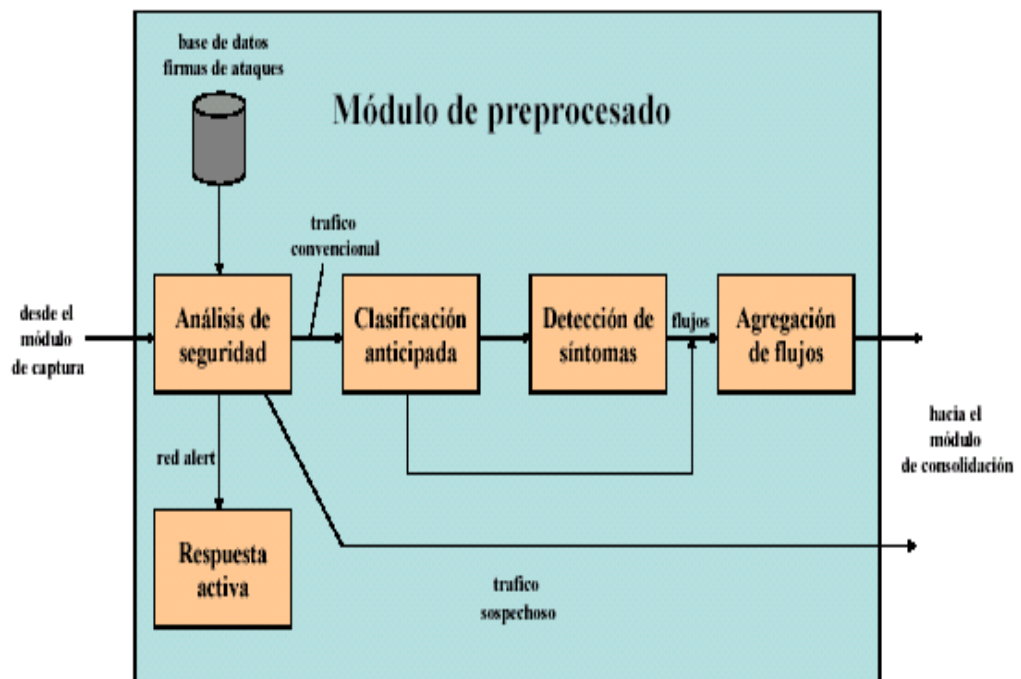 base de datos
firmas de ataques
Módulo de preprocesado
trafico
convencional
desde el
módulo
de captura
Análisis de
seguridad
Clasificación
anticipada
Detección de
síntomas
flujos
Agregación
de flujos
hacia el
módulo
de consolidación
red alert
Respuesta
activa
trafico
sospechoso